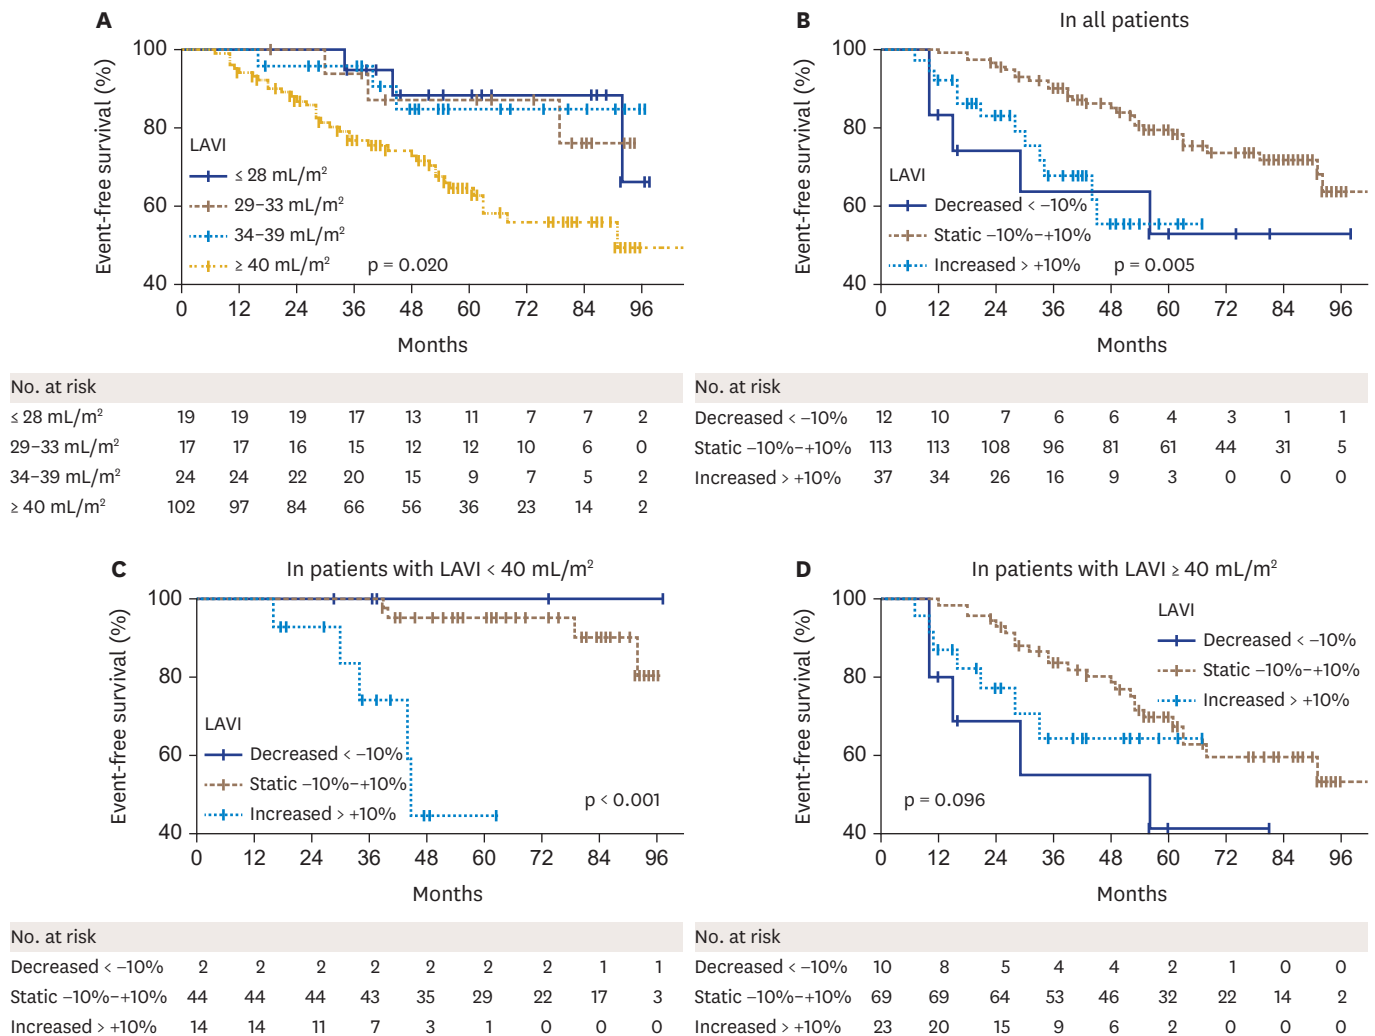 A
Event-free survival (%)
100
80
60
40
LAVI
≤ 28 mL/m²
29–33 mL/m²
34–39 mL/m²
≥ 40 mL/m²
p = 0.020
0 12 24 36 48 60 72 84 96
Months
No. at risk
≤ 28 mL/m² 19 19 19 17 13 11 7 7 2
29–33 mL/m² 17 17 16 15 12 12 10 6 0
34–39 mL/m² 24 24 22 20 15 9 7 5 2
≥ 40 mL/m² 102 97 84 66 56 36 23 14 2
B In all patients
Event-free survival (%)
100
80
60
40
LAVI
Decreased < –10%
Static –10%–+10%
Increased > +10% p = 0.005
0 12 24 36 48 60 72 84 96
Months
No. at risk
Decreased < –10% 12 10 7 6 6 4 3 1 1
Static –10%–+10% 113 113 108 96 81 61 44 31 5
Increased > +10% 37 34 26 16 9 3 0 0 0
C In patients with LAVI < 40 mL/m²
Event-free survival (%)
100
80
60
40
LAVI
Decreased < –10%
Static –10%–+10%
Increased > +10%
p < 0.001
0 12 24 36 48 60 72 84 96
Months
No. at risk
Decreased < –10% 2 2 2 2 2 2 2 1 1
Static –10%–+10% 44 44 44 43 35 29 22 17 3
Increased > +10% 14 14 11 7 3 1 0 0 0
D In patients with LAVI ≥ 40 mL/m²
Event-free survival (%)
100
80
60
40
LAVI
Decreased < –10%
Static –10%–+10%
Increased > +10%
p = 0.096
0 12 24 36 48 60 72 84 96
Months
No. at risk
Decreased < –10% 10 8 5 4 4 2 1 0 0
Static –10%–+10% 69 69 64 53 46 32 22 14 2
Increased > +10% 23 20 15 9 6 2 0 0 0